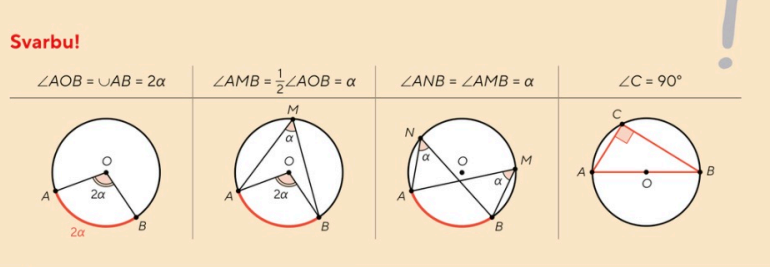 Svarbu!
∠AOB = ◡AB = 2α
∠AMB = 1/2∠AOB = α
∠ANB = ∠AMB = α
∠C = 90°
O
A
2α
B
2α
M
α
O
A
2α
B
N
α
O
M
α
A
B
C
A
O
B
!